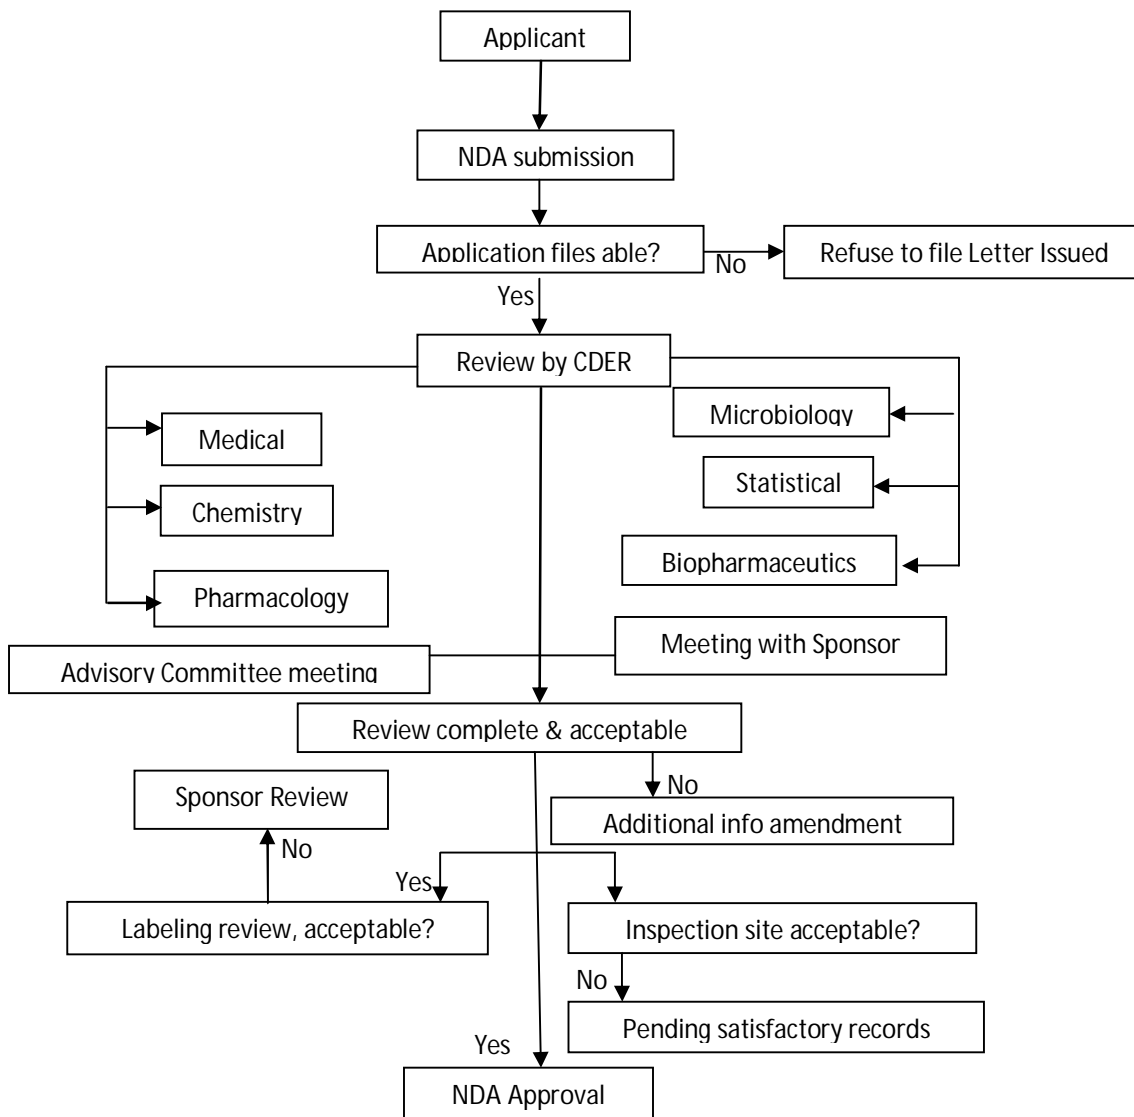 Applicant
NDA submission
Application files able?
No
Refuse to file Letter Issued
Yes
Review by CDER
Medical
Chemistry
Pharmacology
Microbiology
Statistical
Biopharmaceutics
Meeting with Sponsor
Advisory Committee meeting
Review complete & acceptable
No
Additional info amendment
Sponsor Review
No
Yes
Labeling review, acceptable?
Inspection site acceptable?
No
Pending satisfactory records
Yes
NDA Approval